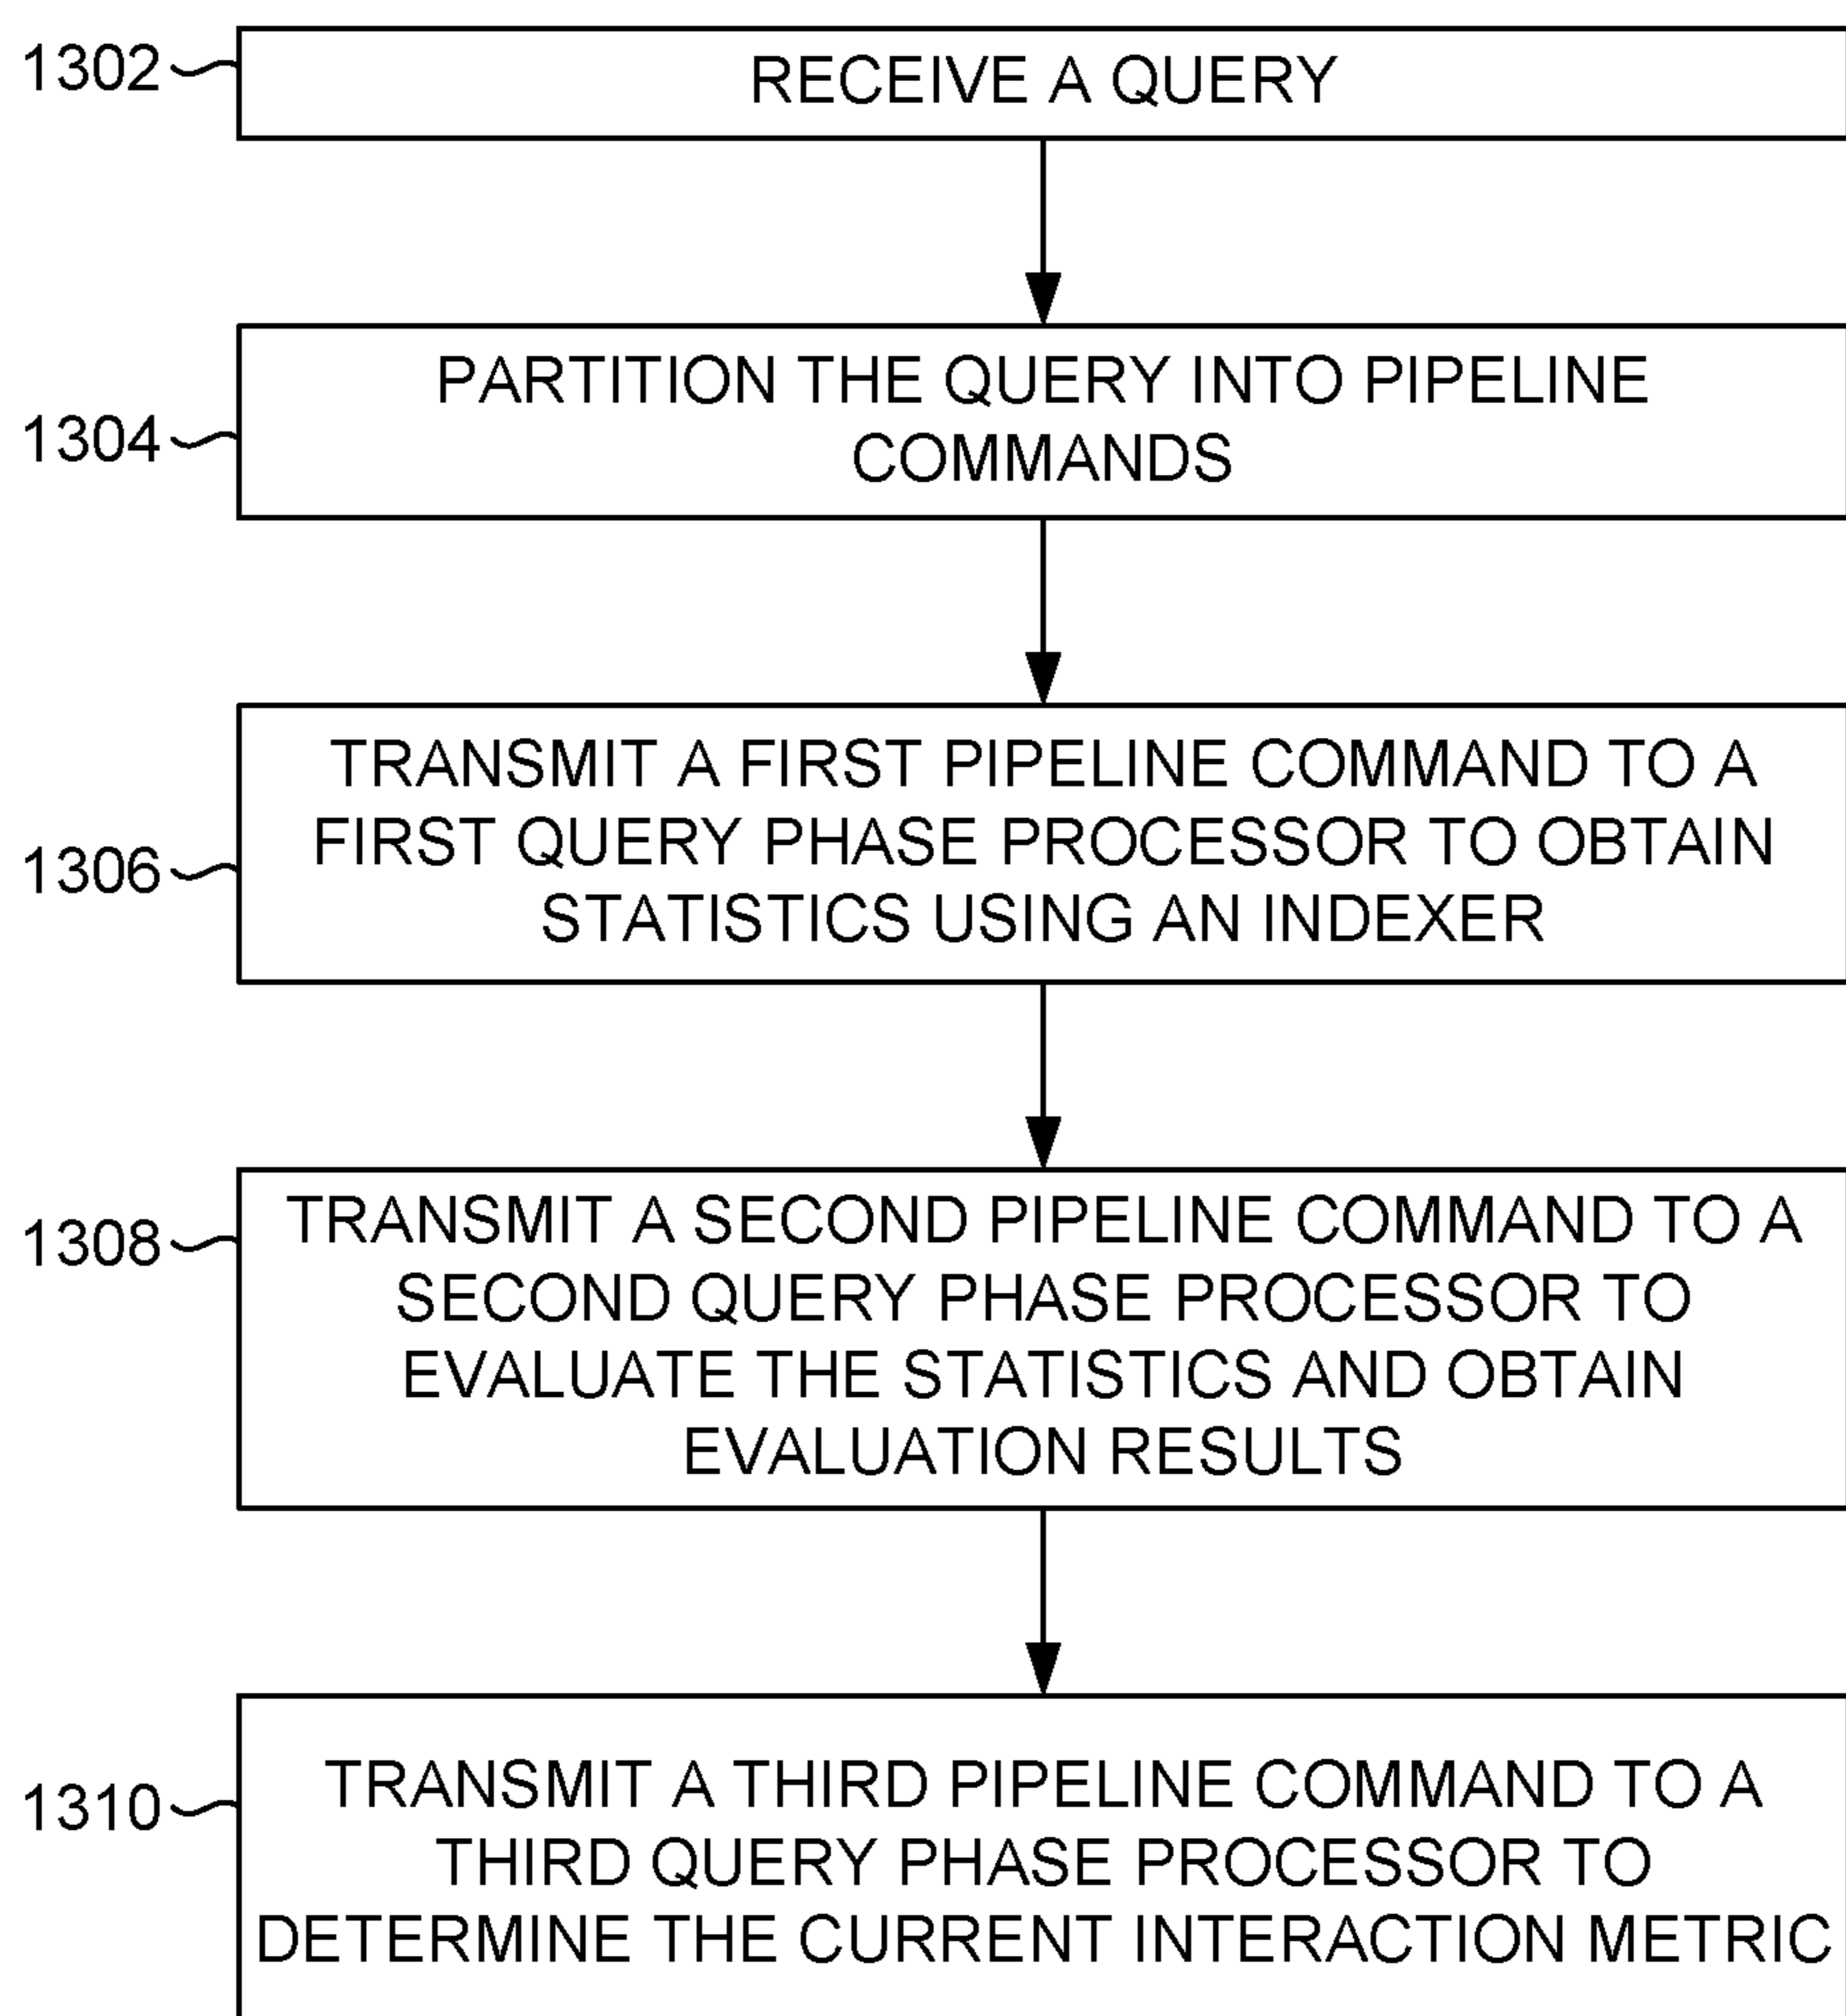 1302
RECEIVE A QUERY
1304
PARTITION THE QUERY INTO PIPELINE
COMMANDS
1306
TRANSMIT A FIRST PIPELINE COMMAND TO A
FIRST QUERY PHASE PROCESSOR TO OBTAIN
STATISTICS USING AN INDEXER
1308
TRANSMIT A SECOND PIPELINE COMMAND TO A
SECOND QUERY PHASE PROCESSOR TO
EVALUATE THE STATISTICS AND OBTAIN
EVALUATION RESULTS
1310
TRANSMIT A THIRD PIPELINE COMMAND TO A
THIRD QUERY PHASE PROCESSOR TO
DETERMINE THE CURRENT INTERACTION METRIC